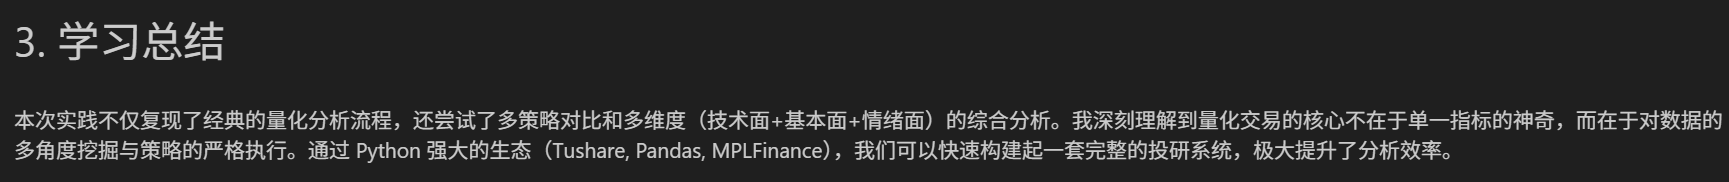 3. 学习总结
本次实践不仅复现了经典的量化分析流程，还尝试了多策略对比和多维度（技术面+基本面+情绪面）的综合分析。我深刻理解到量化交易的核心不在于单一指标的神奇，而在于对数据的
多角度挖掘与策略的严格执行。通过 Python 强大的生态（Tushare, Pandas, MPLFinance），我们可以快速构建起一套完整的投研系统，极大提升了分析效率。